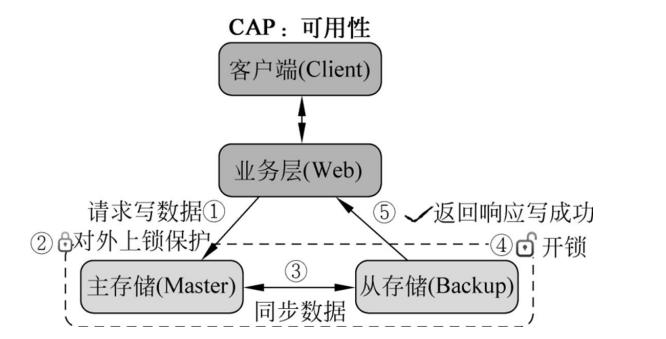 CAP：可用性
客户端(Client)
业务层(Web)
请求写数据①
⑤ 返回响应写成功
②对外上锁保护
④ 开锁
主存储(Master)
③
从存储(Backup)
同步数据